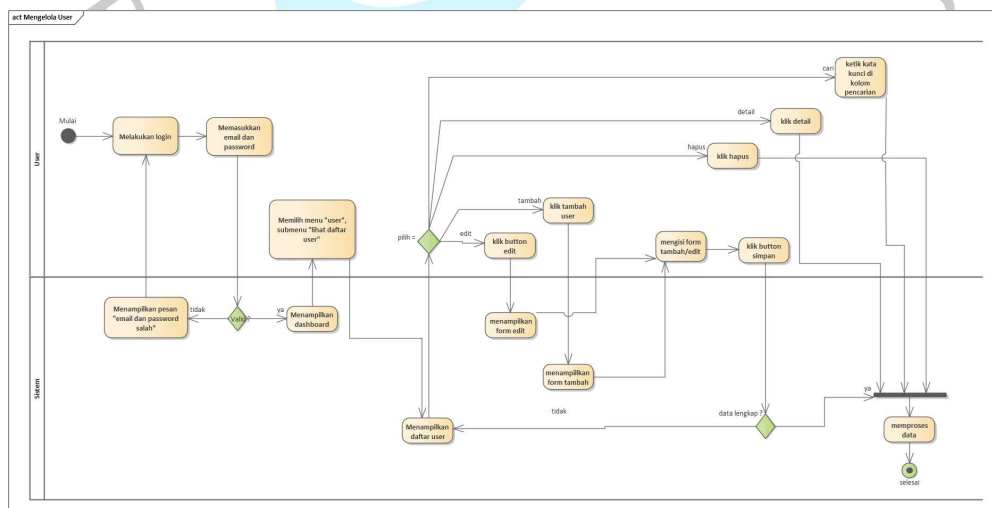 act Mengelola User
User
Mulai
Melakukan login
Memasukkan
email dan
password
Memilih menu "user",
submenu "lihat daftar
user"
pilih =
cari
ketik kata
kunci di
kolom
pencarian
detail
klik detail
hapus
klik hapus
tambah
klik tambah
user
edit
klik button
edit
mengisi form
tambah/edit
klik button
simpan
Sistem
Menampilkan pesan
"email dan password
salah"
tidak
Valid ?
ya
Menampilkan
dashboard
menampilkan
form edit
menampilkan
form tambah
Menampilkan
daftar user
tidak
data lengkap ?
ya
memproses
data
selesai